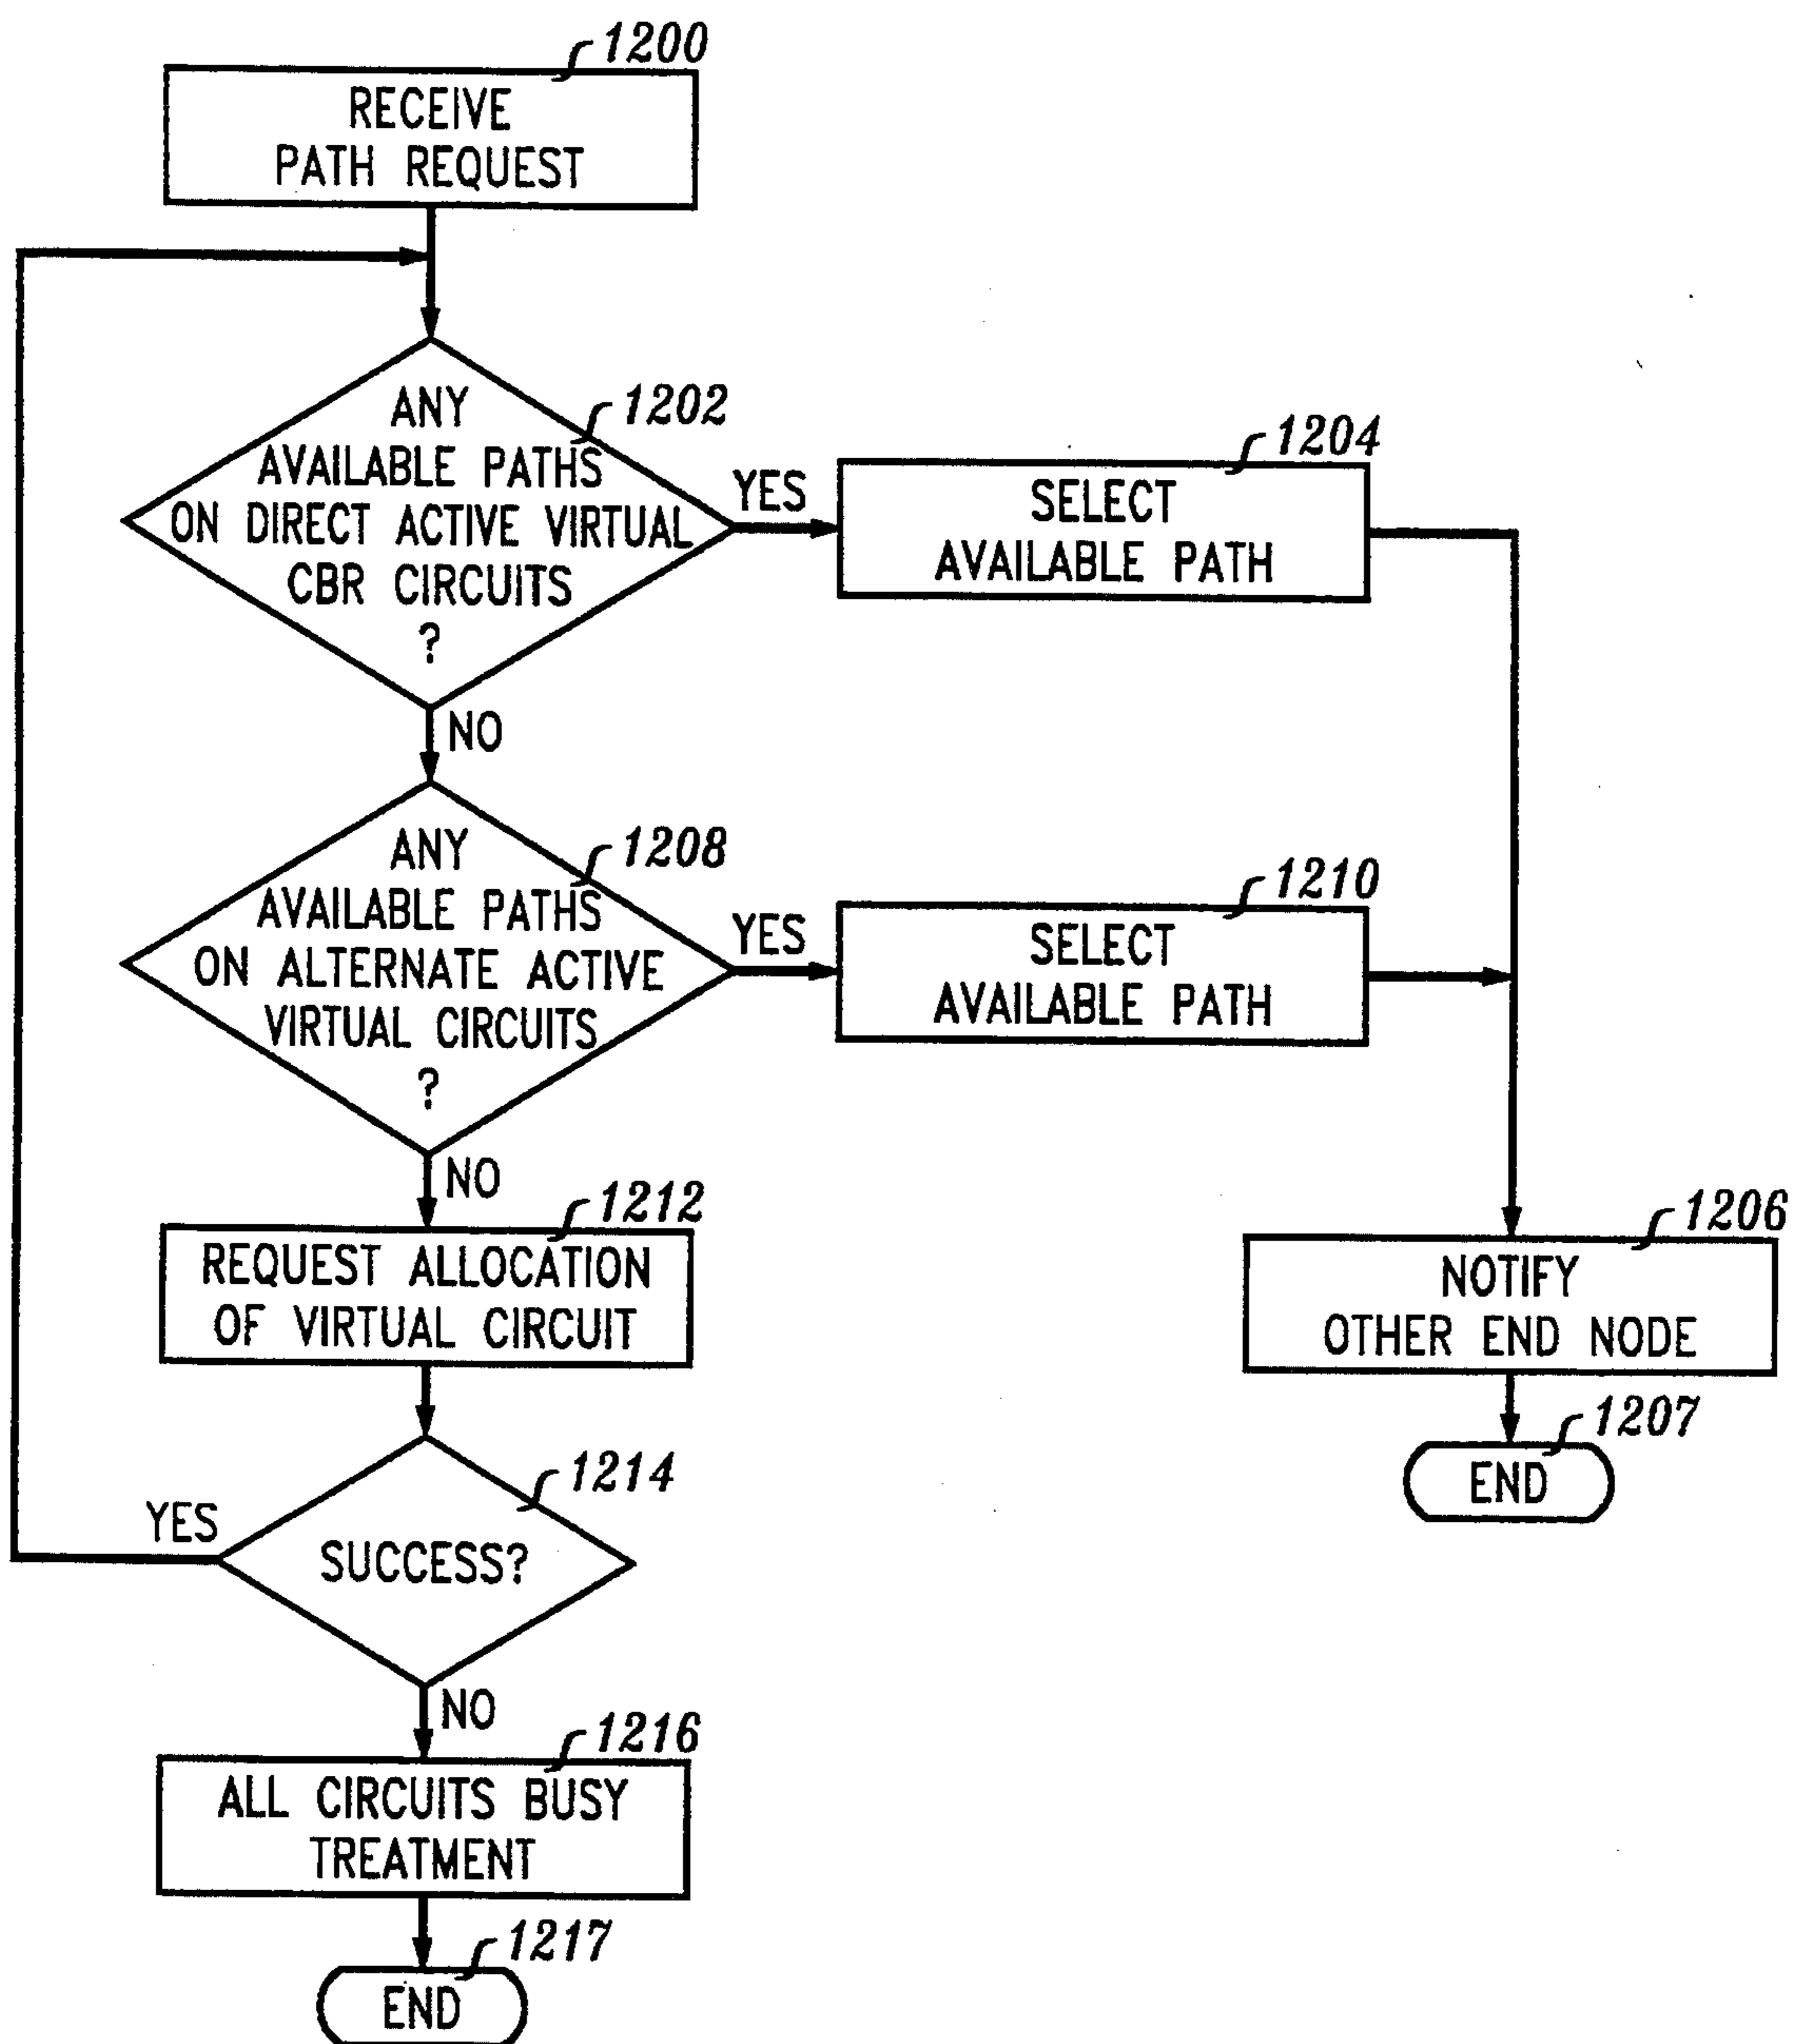 1200
RECEIVE
PATH REQUEST
1202
ANY
AVAILABLE PATHS
ON DIRECT ACTIVE VIRTUAL
CBR CIRCUITS
?
YES
1204
SELECT
AVAILABLE PATH
NO
1208
ANY
AVAILABLE PATHS
ON ALTERNATE ACTIVE
VIRTUAL CIRCUITS
?
YES
1210
SELECT
AVAILABLE PATH
NO
1212
REQUEST ALLOCATION
OF VIRTUAL CIRCUIT
1206
NOTIFY
OTHER END NODE
1207
END
1214
SUCCESS?
YES
NO
1216
ALL CIRCUITS BUSY
TREATMENT
1217
END